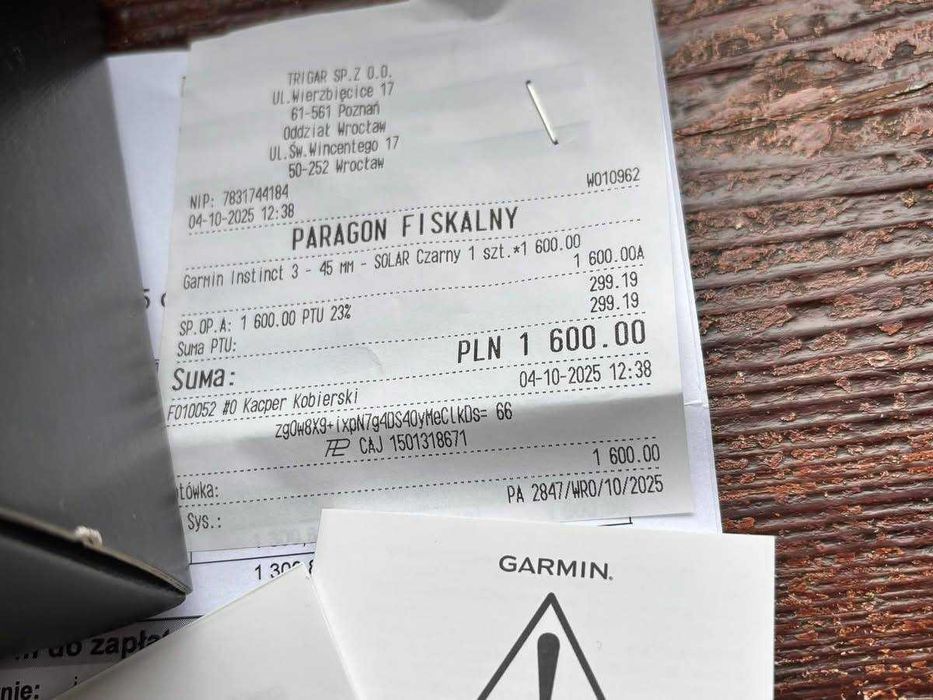 TRIGAR SP.Z O.O.
Ul.Wierzbięcice 17
61-561 Poznań
Oddział Wrocław
Ul.Św.Wincentego 17
50-252 Wrocław
NIP: 7831744184
W010962
04-10-2025 12:38
PARAGON FISKALNY
Garmin Instinct 3 - 45 MM - SOLAR Czarny 1 szt.*1 600.00
1 600.00A
299.19
SP.OP.A: 1 600.00 PTU 23%
299.19
Suma PTU:
Suma: PLN 1 600.00
F010052 #0 Kacper Kobierski 04-10-2025 12:38
CAJ 1501318671
tówka: 1 600.00
Sys.: PA 2847/WRO/10/2025
GARMIN.
do zapła
nie: